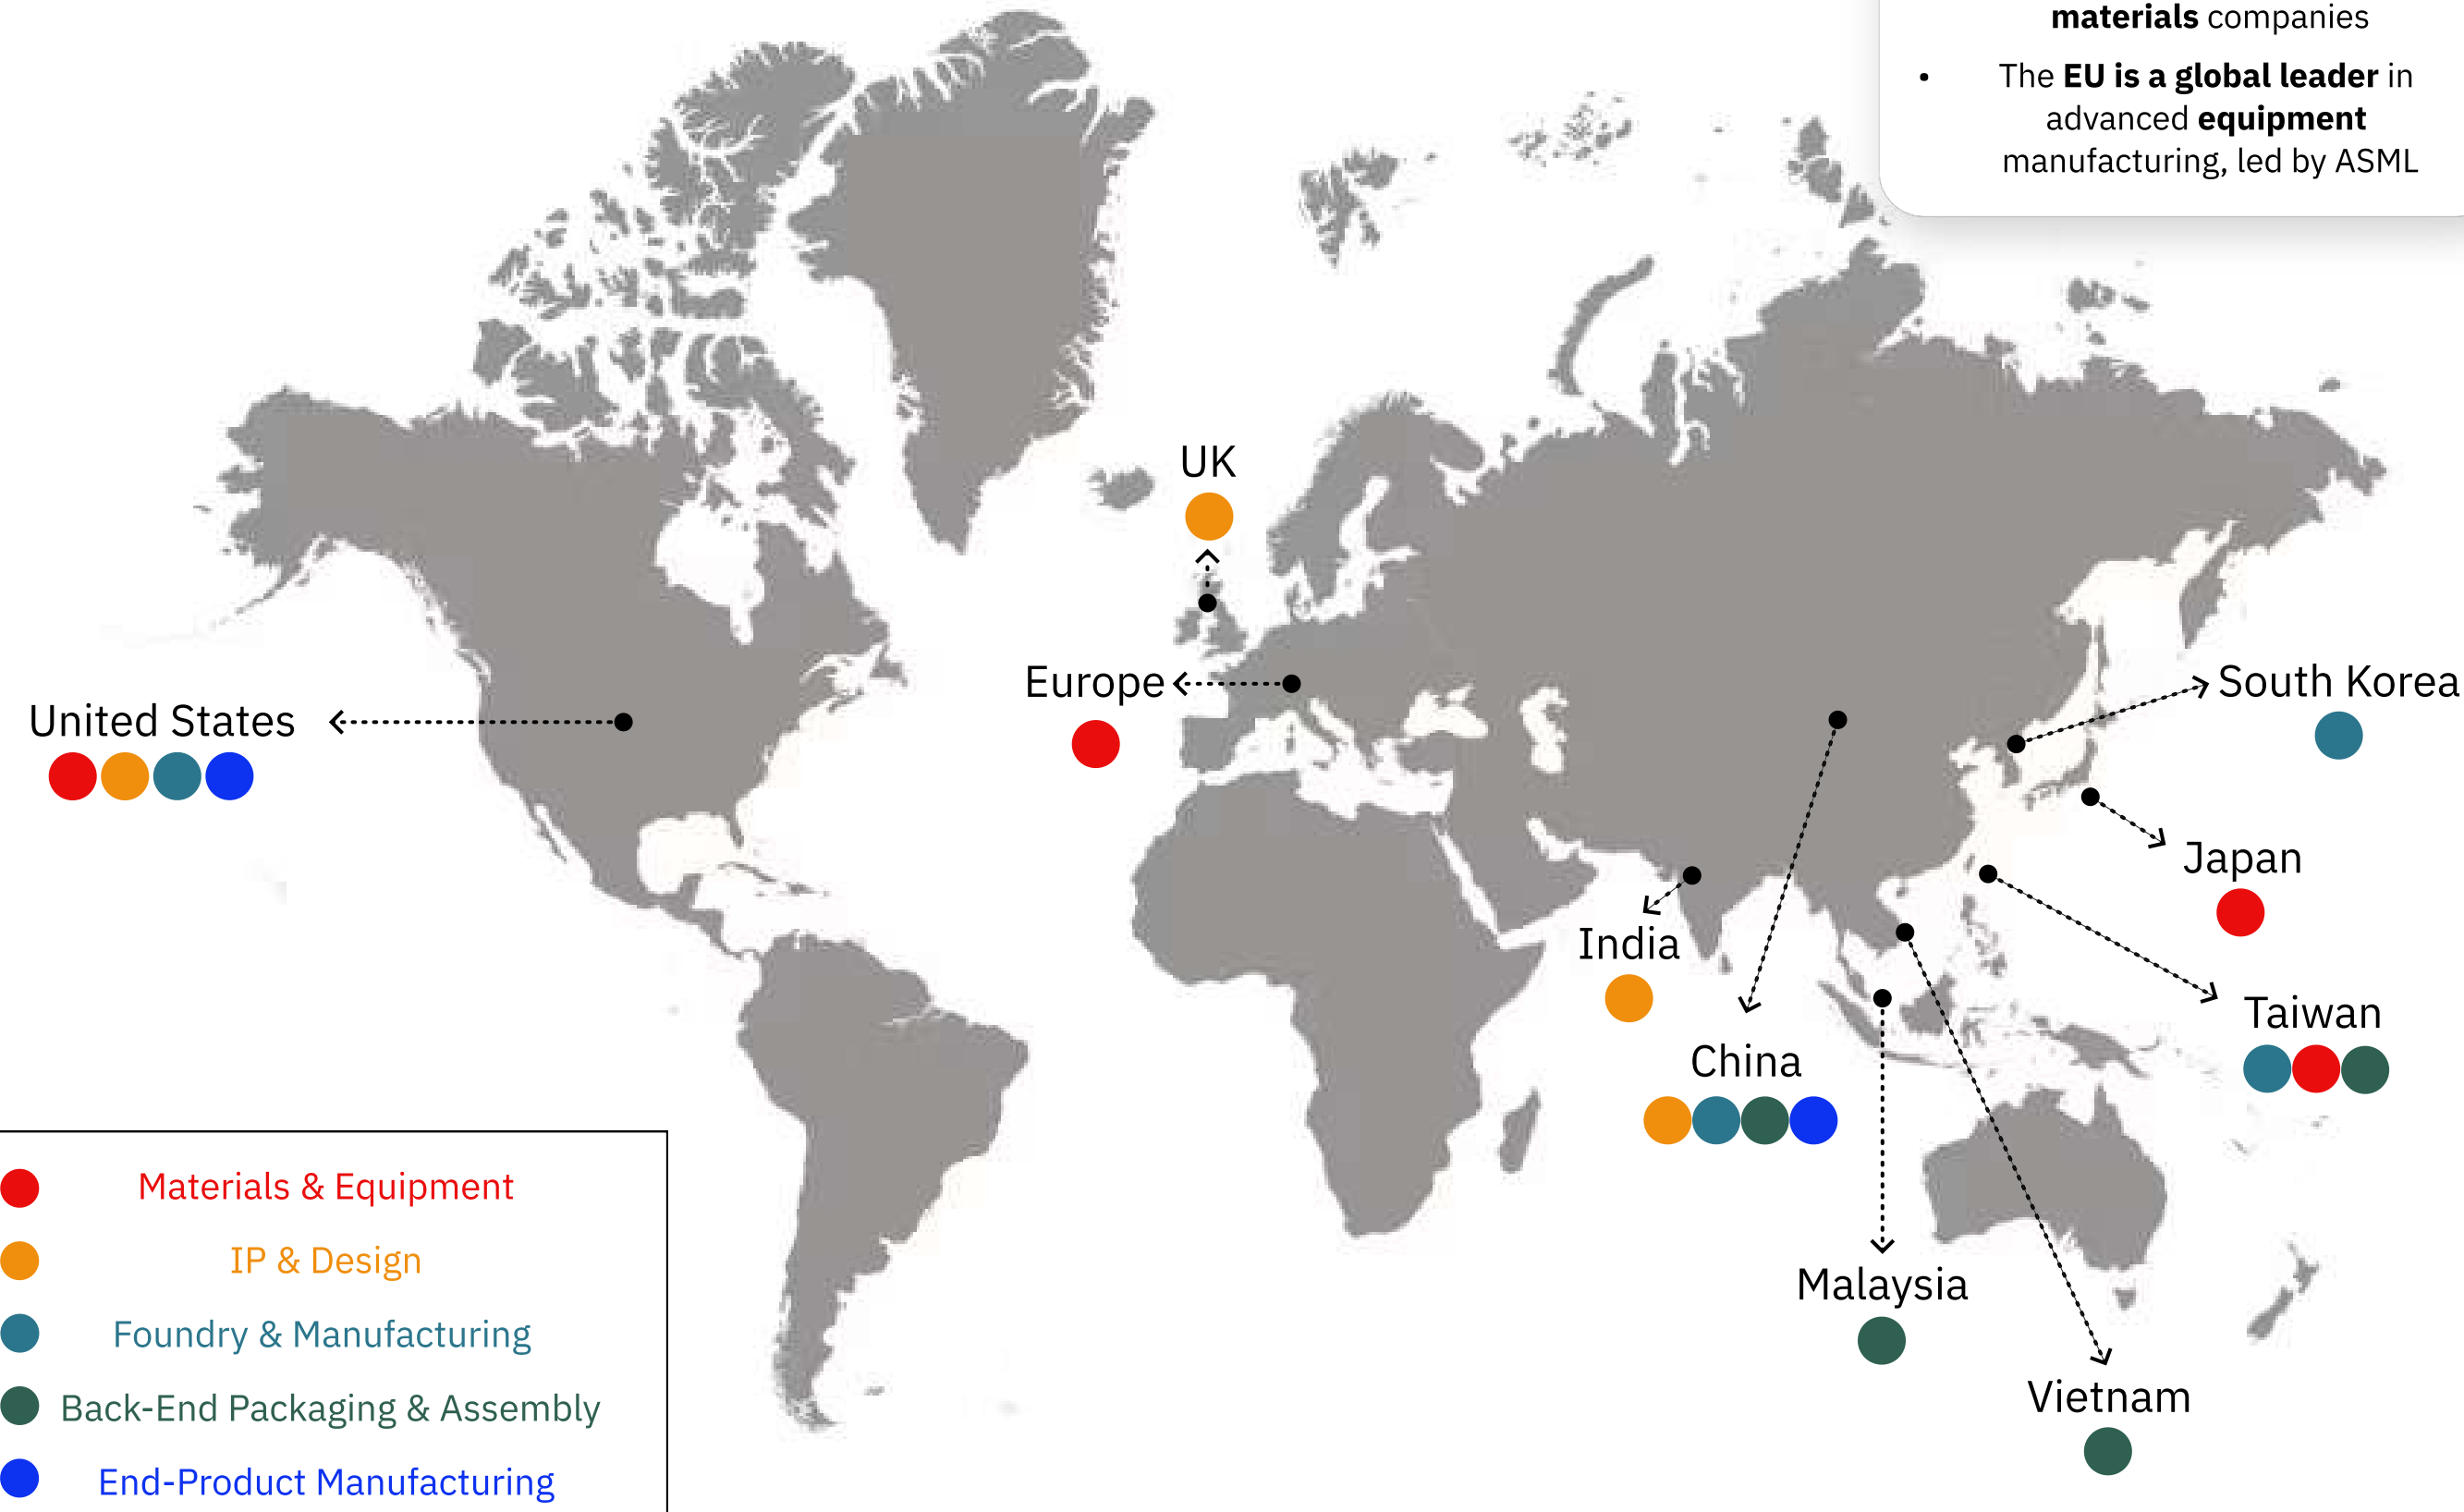 materials companies
• The EU is a global leader in
advanced equipment
manufacturing, led by ASML
UK
Europe
United States
South Korea
Japan
India
Taiwan
China
Malaysia
Vietnam
Materials & Equipment
IP & Design
Foundry & Manufacturing
Back-End Packaging & Assembly
End-Product Manufacturing